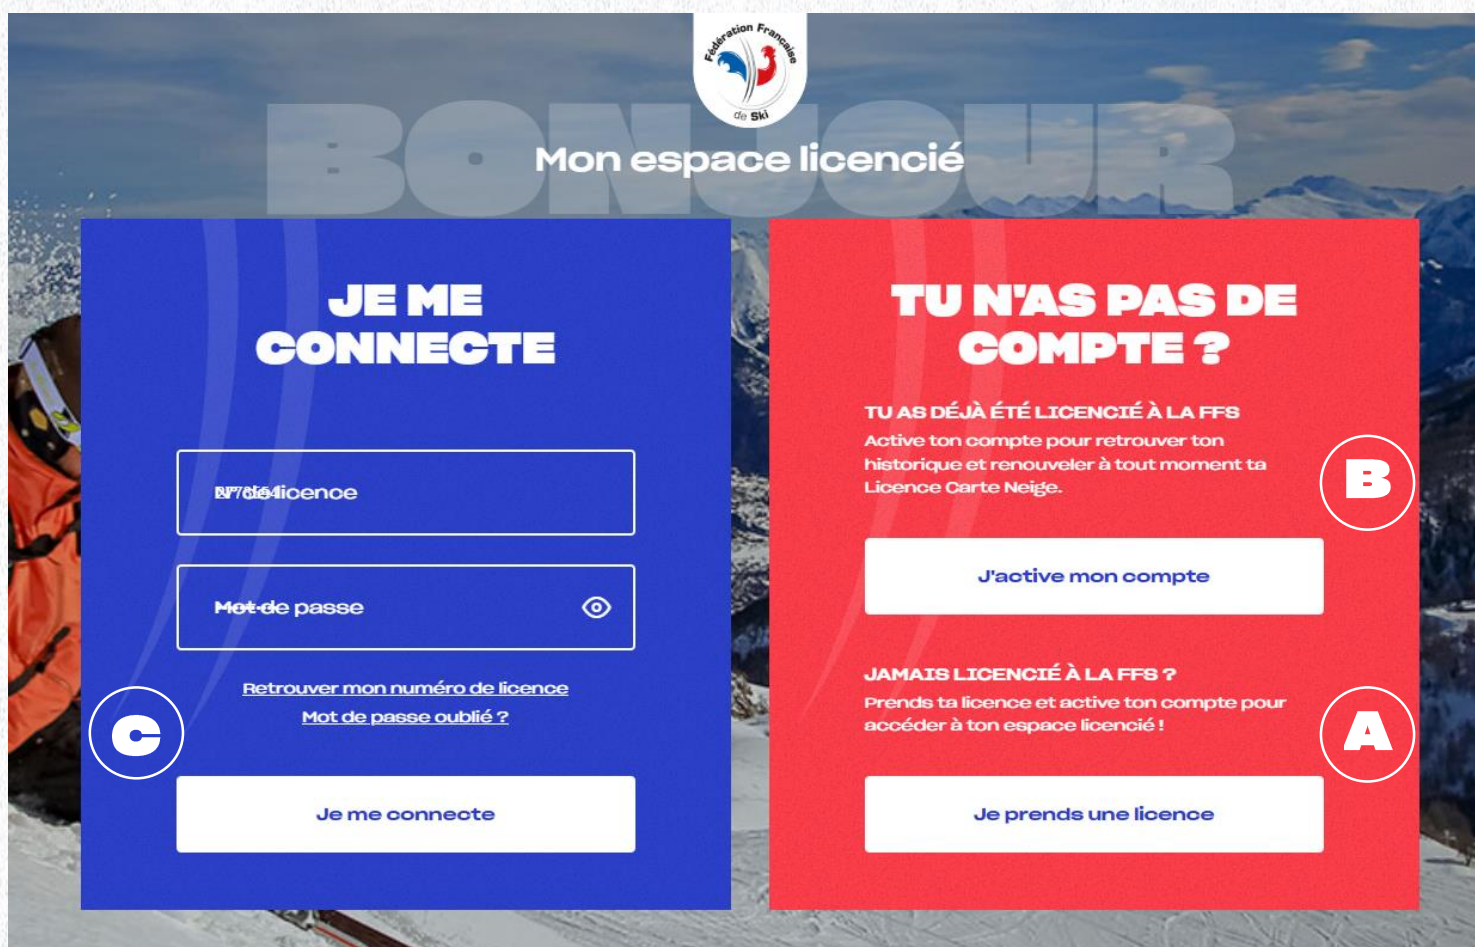 Fédération Française
de Ski
BONJOUR
Mon espace licencié
JE ME
CONNECTE
N° de licence
Mot de passe
Retrouver mon numéro de licence
Mot de passe oublié ?
C
Je me connecte
TU N'AS PAS DE
COMPTE ?
TU AS DÉJÀ ÉTÉ LICENCIÉ À LA FFS
Active ton compte pour retrouver ton
historique et renouveler à tout moment ta
Licence Carte Neige.
B
J'active mon compte
JAMAIS LICENCIÉ À LA FFS ?
Prends ta licence et active ton compte pour
accéder à ton espace licencié !
A
Je prends une licence